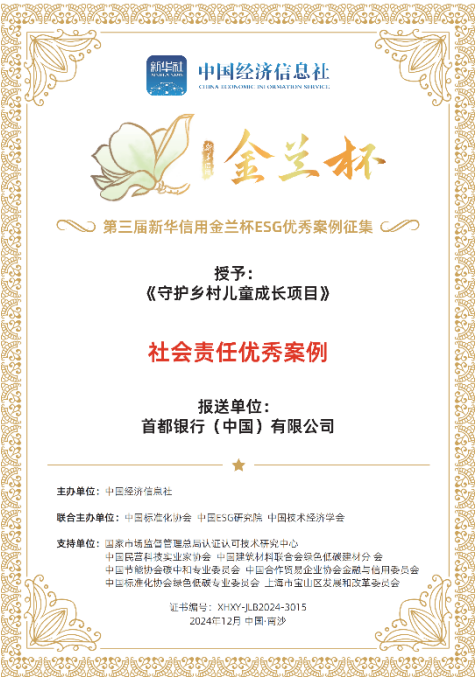 新华社 中国经济信息社
XINHUA NEWS AGENCY CHINA ECONOMIC INFORMATION SERVICE
金兰杯
第三届新华信用金兰杯ESG优秀案例征集
授予：
《守护乡村儿童成长项目》
社会责任优秀案例
报送单位：
首都银行（中国）有限公司
主办单位：中国经济信息社
联合主办单位：中国标准化协会 中国ESG研究院 中国技术经济学会
支持单位：国家市场监督管理总局认证认可技术研究中心
中国民营科技实业家协会 中国建筑材料联合会绿色低碳建材分会
中国节能协会碳中和专业委员会 中国合作贸易企业协会金融与信用委员会
中国标准化协会绿色低碳专业委员会 上海市宝山区发展和改革委员会
证书编号：XHXY-JLB2024-3015
2024年12月 中国·南沙